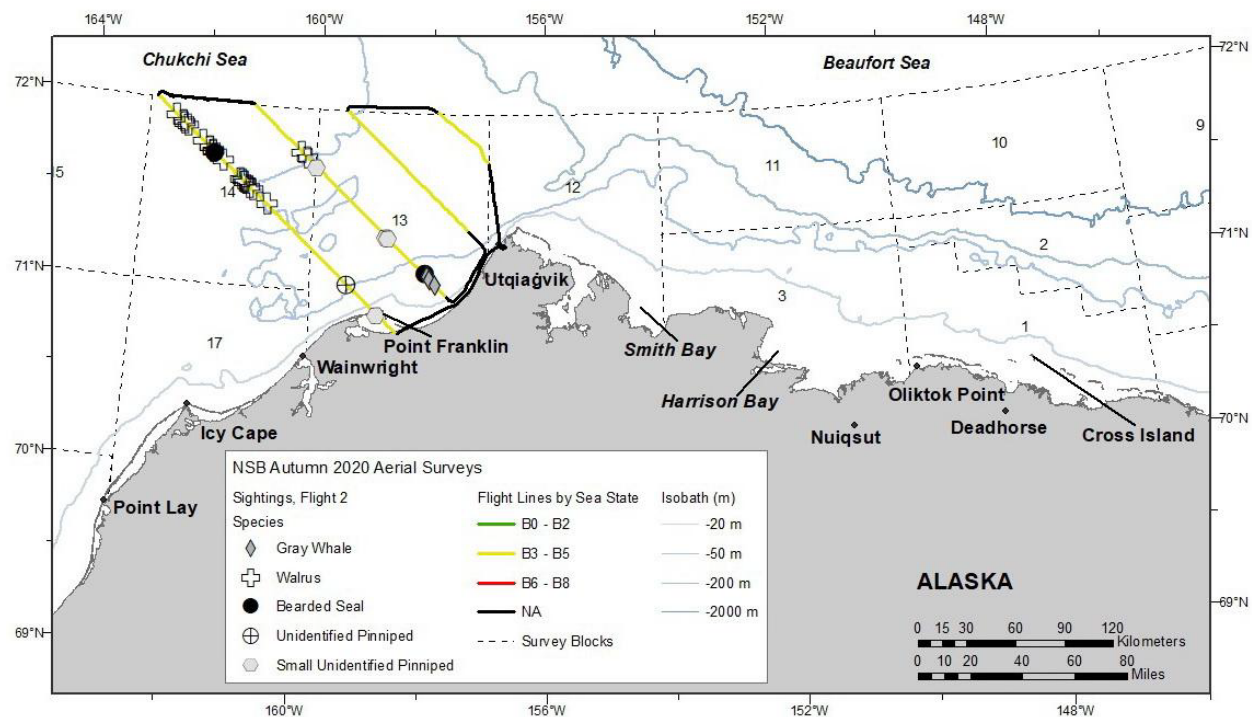 164°W 160°W 156°W 152°W 148°W
72°N
Chukchi Sea
Beaufort Sea
72°N
10
9
11
5
12
14
13
2
71°N
71°N
Utqiaġvik
3
17
1
Point Franklin
Smith Bay
Wainwright
Harrison Bay
Oliktok Point
70°N
Icy Cape
Nuiqsut
Deadhorse
Cross Island
70°N
Point Lay
NSB Autumn 2020 Aerial Surveys
Sightings, Flight 2
Species
Gray Whale
Walrus
Bearded Seal
Unidentified Pinniped
Small Unidentified Pinniped
Flight Lines by Sea State
B0 - B2
B3 - B5
B6 - B8
NA
Survey Blocks
Isobath (m)
-20 m
-50 m
-200 m
-2000 m
ALASKA
69°N
69°N
0 15 30 60 90 120
Kilometers
0 10 20 40 60 80
Miles
160°W 156°W 152°W 148°W